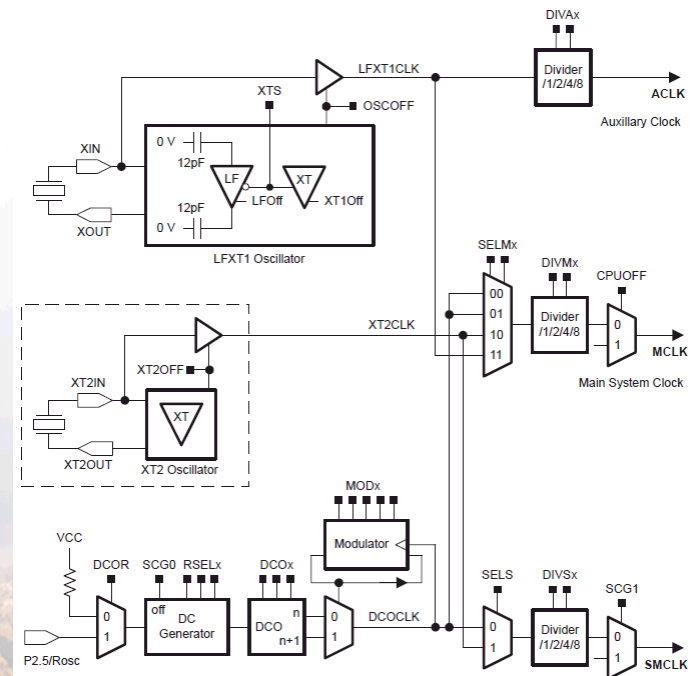 DIVAx
LFXT1CLK
Divider
/1/2/4/8
ACLK
Auxillary Clock
XTS
OSCOFF
XIN
0 V
12pF
LF
XT
LFOff
XT1Off
12pF
0 V
XOUT
LFXT1 Oscillator
SELMx
DIVMx
CPUOFF
00
01
10
11
Divider
/1/2/4/8
0
1
MCLK
Main System Clock
XT2CLK
XT2OFF
XT2IN
XT
XT2OUT
XT2 Oscillator
MODx
Modulator
VCC
DCOR
SCG0
RSELx
DCOx
off
0
1
DC
Generator
DCO
n
n+1
0
1
DCOCLK
P2.5/Rosc
SELS
DIVSx
SCG1
0
1
Divider
/1/2/4/8
0
1
SMCLK